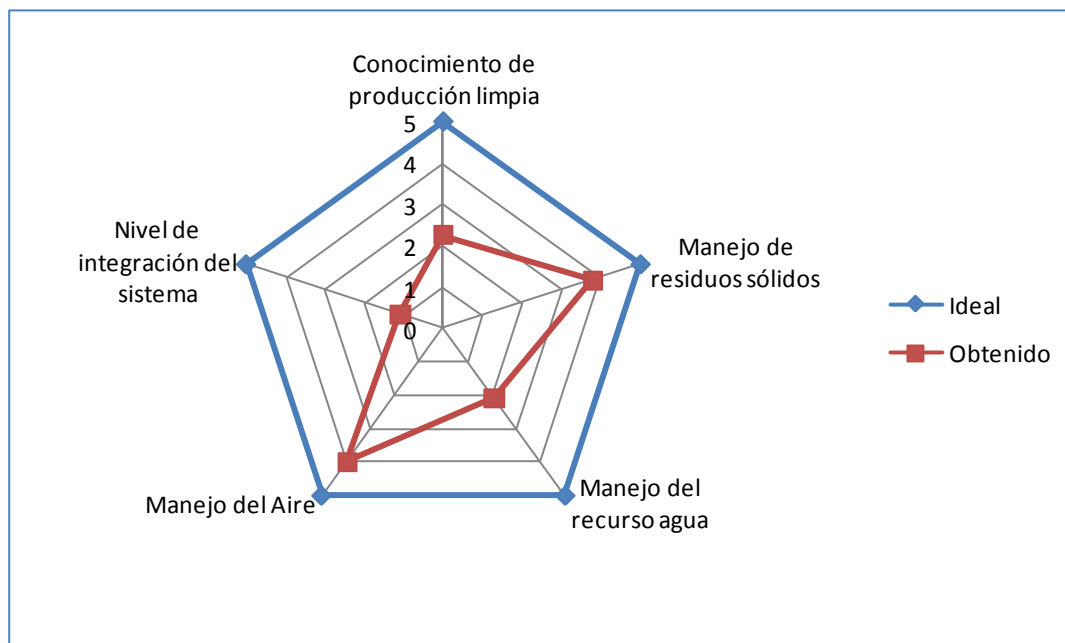 Conocimiento de
producción limpia
5
4
3
2
1
0
Manejo de
residuos sólidos
Manejo del
recurso agua
Manejo del Aire
Nivel de
integración del
sistema
Ideal
Obtenido